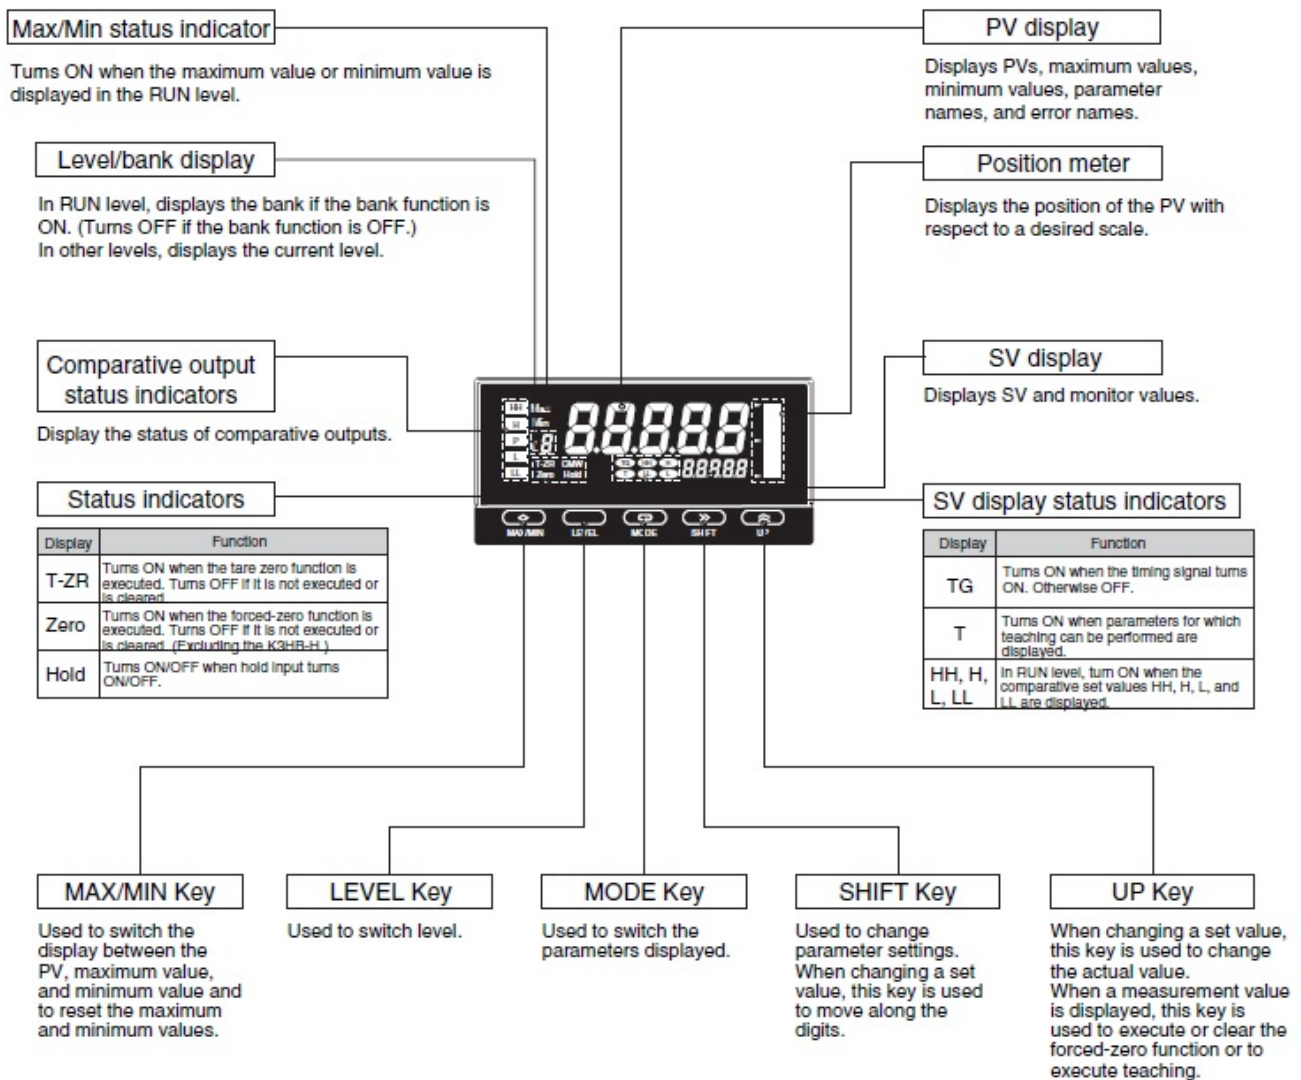 Max/Min status indicator
Turns ON when the maximum value or minimum value is
displayed in the RUN level.
Level/bank display
In RUN level, displays the bank if the bank function is
ON. (Turns OFF if the bank function is OFF.)
In other levels, displays the current level.
Comparative output
status indicators
Display the status of comparative outputs.
Status indicators
Display Function
T-ZR Turns ON when the tare zero function is
executed. Turns OFF if it is not executed or
is cleared.
Zero Turns ON when the forced-zero function is
executed. Turns OFF if it is not executed or
is cleared. (Excluding the K3HB-H.)
Hold Turns ON/OFF when hold input turns
ON/OFF.
PV display
Displays PVs, maximum values,
minimum values, parameter
names, and error names.
Position meter
Displays the position of the PV with
respect to a desired scale.
SV display
Displays SV and monitor values.
SV display status indicators
Display Function
TG Turns ON when the timing signal turns
ON. Otherwise OFF.
T Turns ON when parameters for which
teaching can be performed are
displayed.
HH, H,
L, LL In RUN level, turn ON when the
comparative set values HH, H, L, and
LL are displayed.
HH Max
H Min
P
L T-ZR CMW
LL Zero Hold
88888
TG HH H
T LL L
88888
MAX/MIN LEVEL MODE SHIFT UP
MAX/MIN Key
Used to switch the
display between the
PV, maximum value,
and minimum value and
to reset the maximum
and minimum values.
LEVEL Key
Used to switch level.
MODE Key
Used to switch the
parameters displayed.
SHIFT Key
Used to change
parameter settings.
When changing a set
value, this key is used
to move along the
digits.
UP Key
When changing a set value,
this key is used to change
the actual value.
When a measurement value
is displayed, this key is
used to execute or clear the
forced-zero function or to
execute teaching.